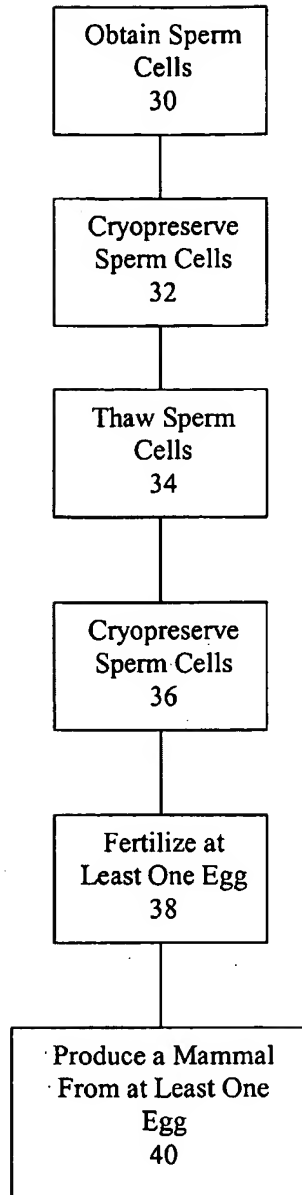 Obtain Sperm
Cells
30
Cryopreserve
Sperm Cells
32
Thaw Sperm
Cells
34
Cryopreserve
Sperm Cells
36
Fertilize at
Least One Egg
38
Produce a Mammal
From at Least One
Egg
40